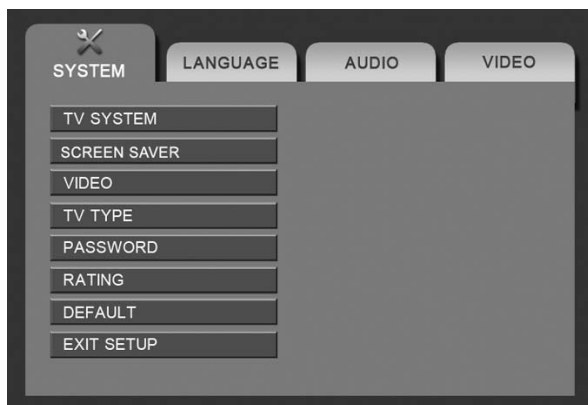 SYSTEM
LANGUAGE
AUDIO
VIDEO
TV SYSTEM
SCREEN SAVER
VIDEO
TV TYPE
PASSWORD
RATING
DEFAULT
EXIT SETUP